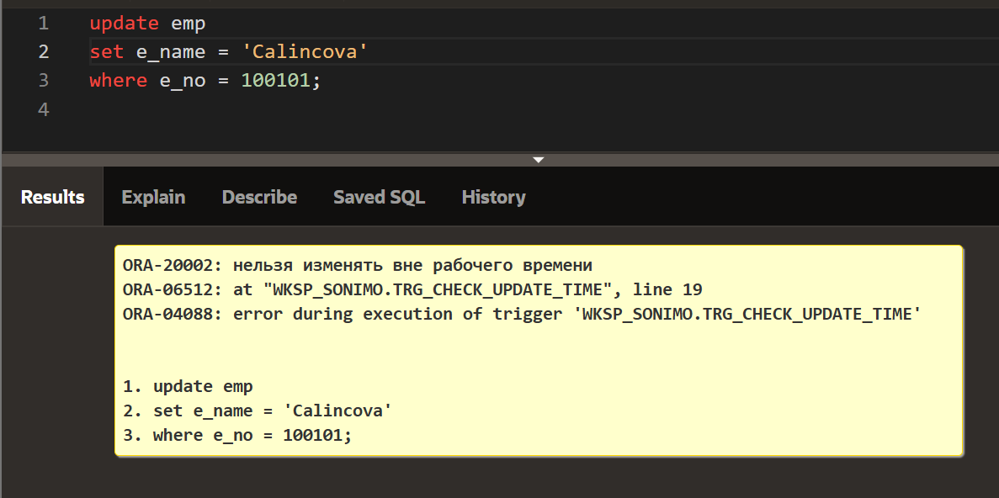 1 update emp
2 set e_name = 'Calincova'
3 where e_no = 100101;
4
Results Explain Describe Saved SQL History
ORA-20002: нельзя изменять вне рабочего времени
ORA-06512: at "WKSP_SONIMO.TRG_CHECK_UPDATE_TIME", line 19
ORA-04088: error during execution of trigger 'WKSP_SONIMO.TRG_CHECK_UPDATE_TIME'
1. update emp
2. set e_name = 'Calincova'
3. where e_no = 100101;